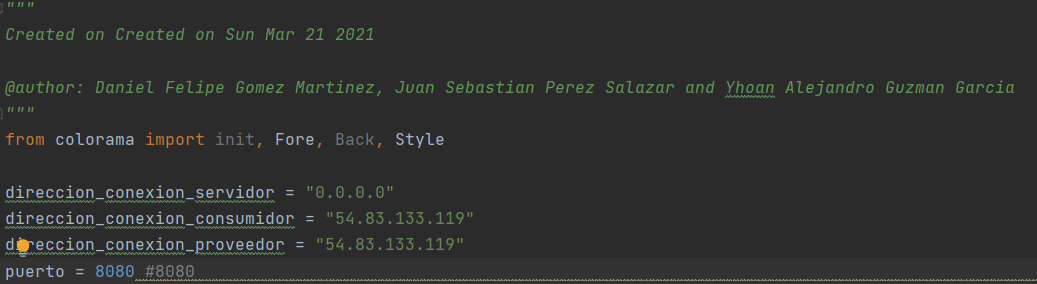 """
Created on Created on Sun Mar 21 2021
@author: Daniel Felipe Gomez Martinez, Juan Sebastian Perez Salazar and Yhoan Alejandro Guzman Garcia
"""
from colorama import init, Fore, Back, Style
direccion_conexion_servidor = "0.0.0.0"
direccion_conexion_consumidor = "54.83.133.119"
direccion_conexion_proveedor = "54.83.133.119"
puerto = 8080 #8080